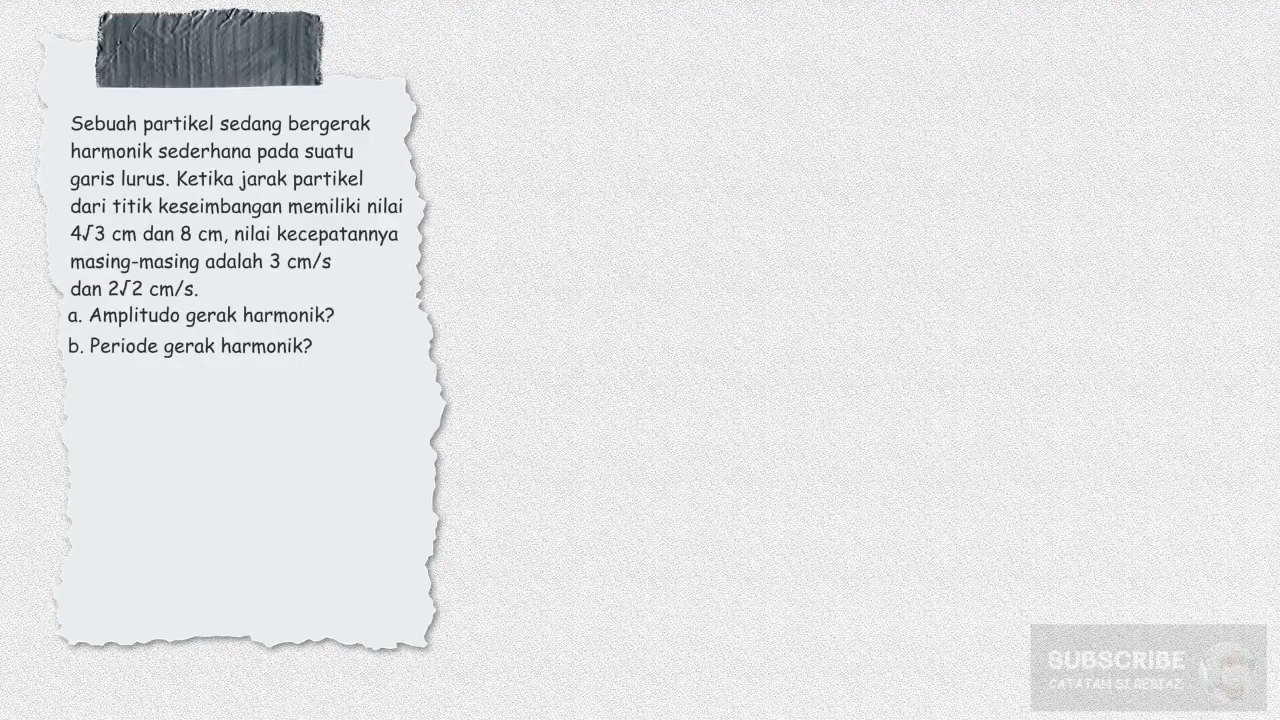 Sebuah partikel sedang bergerak
harmonik sederhana pada suatu
garis lurus. Ketika jarak partikel
dari titik keseimbangan memiliki nilai
4√3 cm dan 8 cm, nilai kecepatannya
masing-masing adalah 3 cm/s
dan 2√2 cm/s.
a. Amplitudo gerak harmonik?
b. Periode gerak harmonik?
SUBSCRIBE